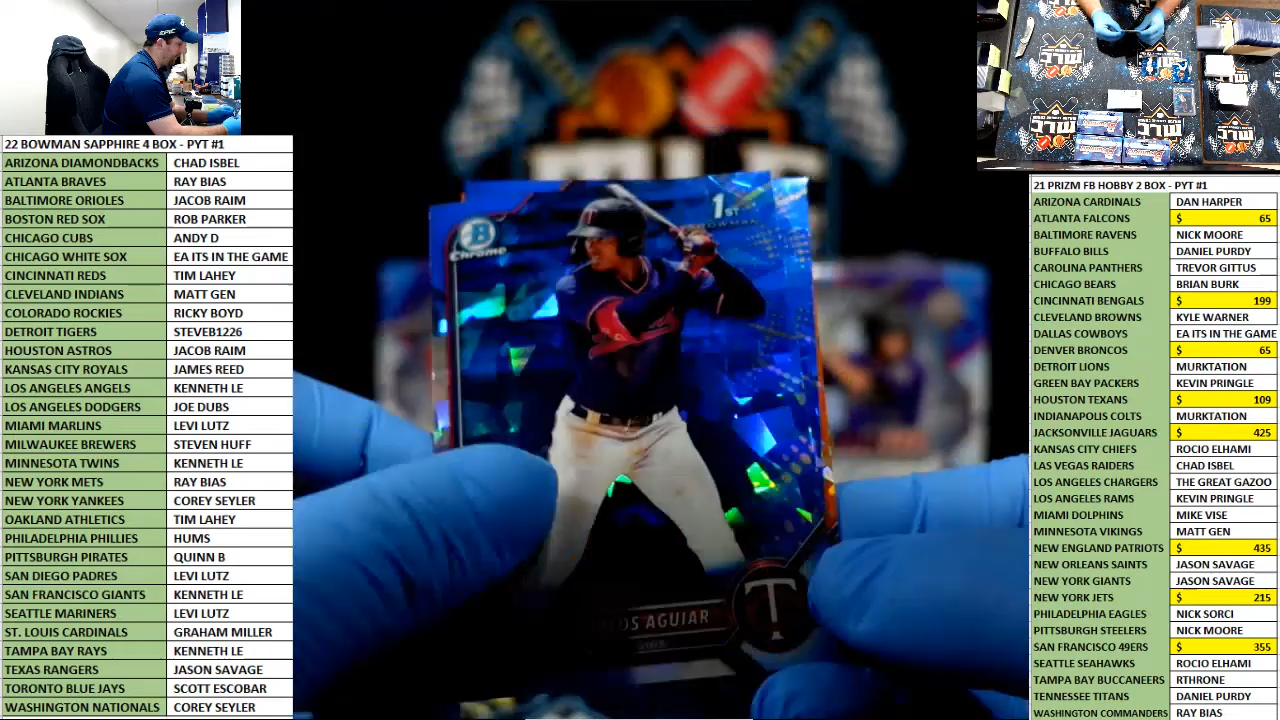 EPIC
22 BOWMAN SAPPHIRE 4 BOX - PYT #1
ARIZONA DIAMONDBACKS CHAD ISBEL
ATLANTA BRAVES RAY BIAS
BALTIMORE ORIOLES JACOB RAIM
BOSTON RED SOX ROB PARKER
CHICAGO CUBS ANDY D
CHICAGO WHITE SOX EA ITS IN THE GAME
CINCINNATI REDS TIM LAHEY
CLEVELAND INDIANS MATT GEN
COLORADO ROCKIES RICKY BOYD
DETROIT TIGERS STEVEB1226
HOUSTON ASTROS JACOB RAIM
KANSAS CITY ROYALS JAMES REED
LOS ANGELES ANGELS KENNETH LE
LOS ANGELES DODGERS JOE DUBS
MIAMI MARLINS LEVI LUTZ
MILWAUKEE BREWERS STEVEN HUFF
MINNESOTA TWINS KENNETH LE
NEW YORK METS RAY BIAS
NEW YORK YANKEES COREY SEYLER
OAKLAND ATHLETICS TIM LAHEY
PHILADELPHIA PHILLIES HUMS
PITTSBURGH PIRATES QUINN B
SAN DIEGO PADRES LEVI LUTZ
SAN FRANCISCO GIANTS KENNETH LE
SEATTLE MARINERS LEVI LUTZ
ST. LOUIS CARDINALS GRAHAM MILLER
TAMPA BAY RAYS KENNETH LE
TEXAS RANGERS JASON SAVAGE
TORONTO BLUE JAYS SCOTT ESCOBAR
WASHINGTON NATIONALS COREY SEYLER
1ST
BOWMAN
B
Chrome
AGUIAR
T
21 PRIZM FB HOBBY 2 BOX - PYT #1
ARIZONA CARDINALS DAN HARPER
ATLANTA FALCONS $ 65
BALTIMORE RAVENS NICK MOORE
BUFFALO BILLS DANIEL PURDY
CAROLINA PANTHERS TREVOR GITTUS
CHICAGO BEARS BRIAN BURK
CINCINNATI BENGALS $ 199
CLEVELAND BROWNS KYLE WARNER
DALLAS COWBOYS EA ITS IN THE GAME
DENVER BRONCOS $ 65
DETROIT LIONS MURKTATION
GREEN BAY PACKERS KEVIN PRINGLE
HOUSTON TEXANS $ 109
INDIANAPOLIS COLTS MURKTATION
JACKSONVILLE JAGUARS $ 425
KANSAS CITY CHIEFS ROCIO ELHAMI
LAS VEGAS RAIDERS CHAD ISBEL
LOS ANGELES CHARGERS THE GREAT GAZOO
LOS ANGELES RAMS KEVIN PRINGLE
MIAMI DOLPHINS MIKE VISE
MINNESOTA VIKINGS MATT GEN
NEW ENGLAND PATRIOTS $ 435
NEW ORLEANS SAINTS JASON SAVAGE
NEW YORK GIANTS JASON SAVAGE
NEW YORK JETS $ 215
PHILADELPHIA EAGLES NICK SORCI
PITTSBURGH STEELERS NICK MOORE
SAN FRANCISCO 49ERS $ 355
SEATTLE SEAHAWKS ROCIO ELHAMI
TAMPA BAY BUCCANEERS RTHRONE
TENNESSEE TITANS DANIEL PURDY
WASHINGTON COMMANDERS RAY BIAS